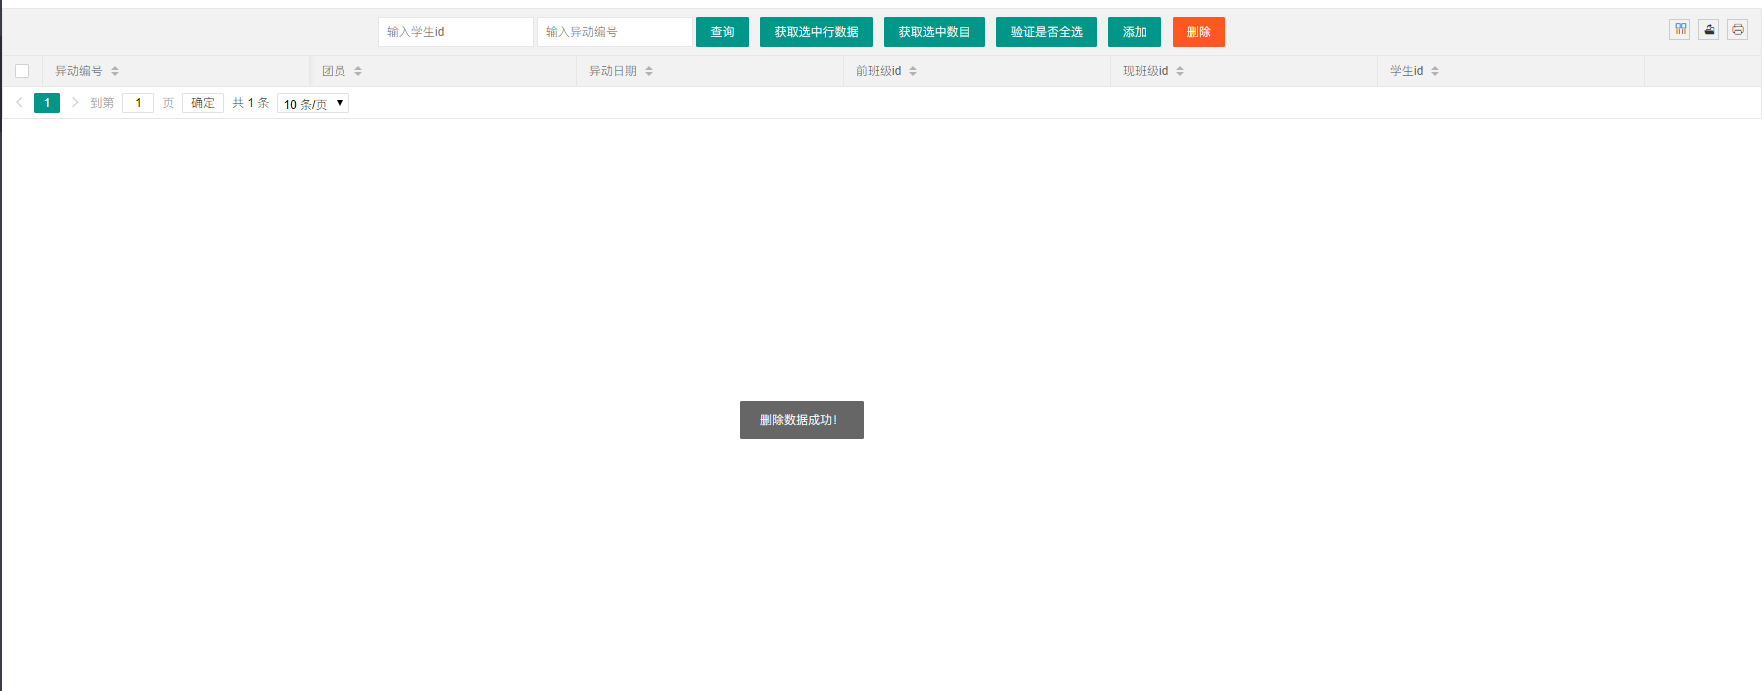 输入学生id 输入异动编号 查询 获取选中行数据 获取选中数目 验证是否全选 添加 删除
异动编号 团员 异动日期 前班级id 现班级id 学生id
1 到第 1 页 确定 共 1 条 10 条/页
删除数据成功!